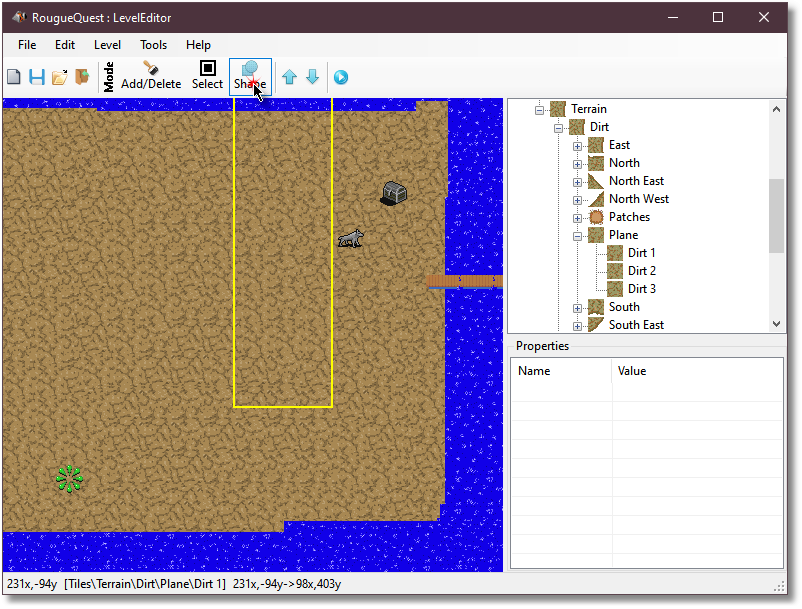 RougueQuest : LevelEditor
File Edit Level Tools Help
Mode Add/Delete Select Shape
Terrain
Dirt
East
North
North East
North West
Patches
Plane
Dirt 1
Dirt 2
Dirt 3
South
South East
Properties
Name Value
231x,-94y [Tiles\Terrain\Dirt\Plane\Dirt 1] 231x,-94y->98x,403y